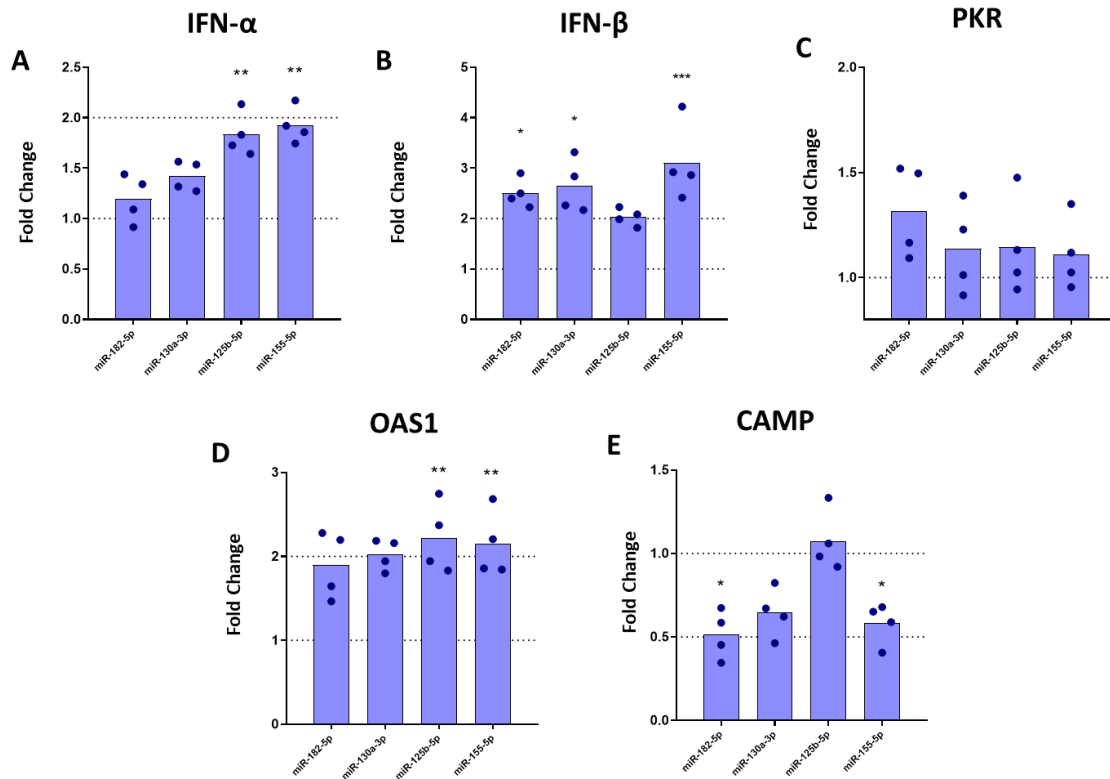 IFN-α
IFN-β
PKR
A
B
C
Fold Change
2.5
2.0
1.5
1.0
0.5
0.0
** **
miR-182-5p
miR-130a-3p
miR-125b-5p
miR-155-5p
Fold Change
5
4
3
2
1
0
* * ***
miR-182-5p
miR-130a-3p
miR-125b-5p
miR-155-5p
Fold Change
2.0
1.5
1.0
miR-182-5p
miR-130a-3p
miR-125b-5p
miR-155-5p
OAS1
CAMP
D
E
Fold Change
3
2
1
0
** **
miR-182-5p
miR-130a-3p
miR-125b-5p
miR-155-5p
Fold Change
1.5
1.0
0.5
0.0
* *
miR-182-5p
miR-130a-3p
miR-125b-5p
miR-155-5p